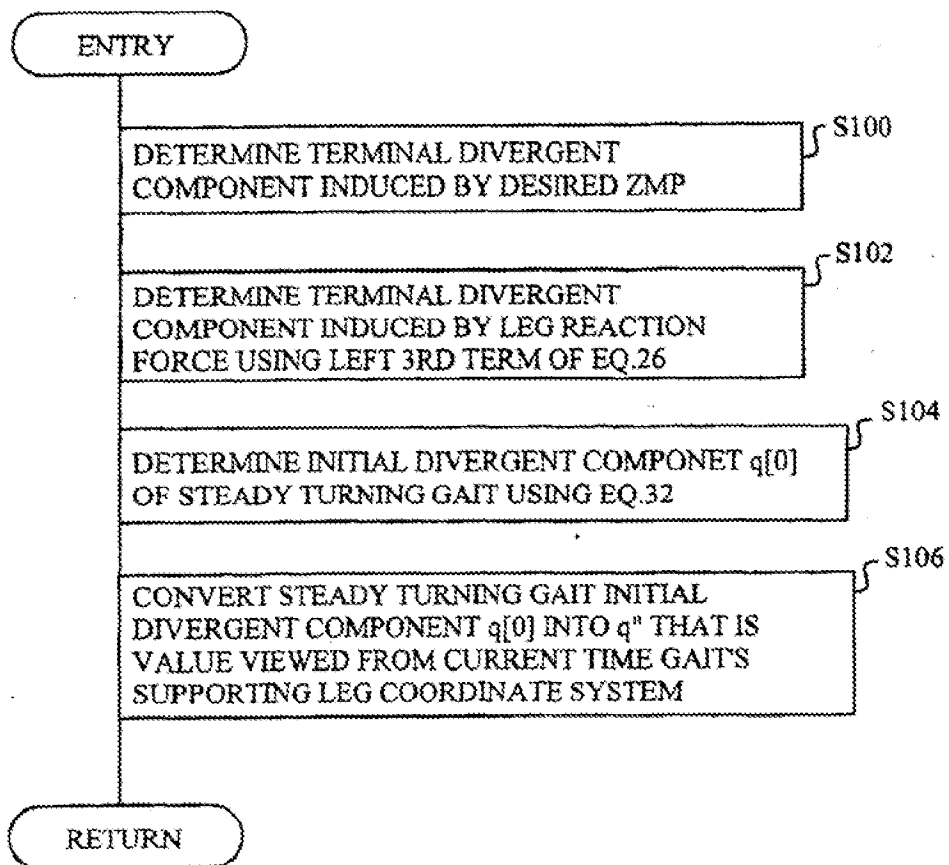 ENTRY
S100
DETERMINE TERMINAL DIVERGENT
COMPONENT INDUCED BY DESIRED ZMP
S102
DETERMINE TERMINAL DIVERGENT
COMPONENT INDUCED BY LEG REACTION
FORCE USING LEFT 3RD TERM OF EQ.26
S104
DETERMINE INITIAL DIVERGENT COMPONET q[0]
OF STEADY TURNING GAIT USING EQ.32
S106
CONVERT STEADY TURNING GAIT INITIAL
DIVERGENT COMPONENT q[0] INTO q" THAT IS
VALUE VIEWED FROM CURRENT TIME GAIT'S
SUPPORTING LEG COORDINATE SYSTEM
RETURN